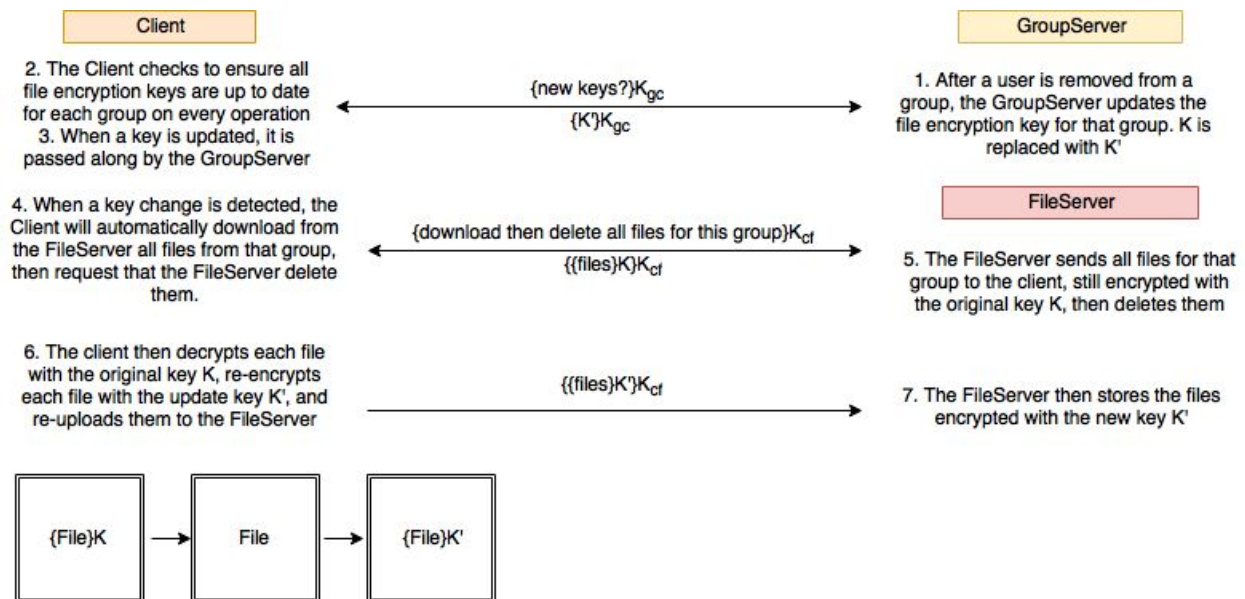 Client
GroupServer
2. The Client checks to ensure all
file encryption keys are up to date
for each group on every operation
3. When a key is updated, it is
passed along by the GroupServer
{new keys?}Kgc
{K'}Kgc
1. After a user is removed from a
group, the GroupServer updates the
file encryption key for that group. K is
replaced with K'
FileServer
4. When a key change is detected, the
Client will automatically download from
the FileServer all files from that group,
then request that the FileServer delete
them.
{download then delete all files for this group}Kcf
{{files}K}Kcf
5. The FileServer sends all files for that
group to the client, still encrypted with
the original key K, then deletes them
6. The client then decrypts each file
with the original key K, re-encrypts
each file with the update key K', and
re-uploads them to the FileServer
{{files}K'}Kcf
7. The FileServer then stores the files
encrypted with the new key K'
{File}K
File
{File}K'